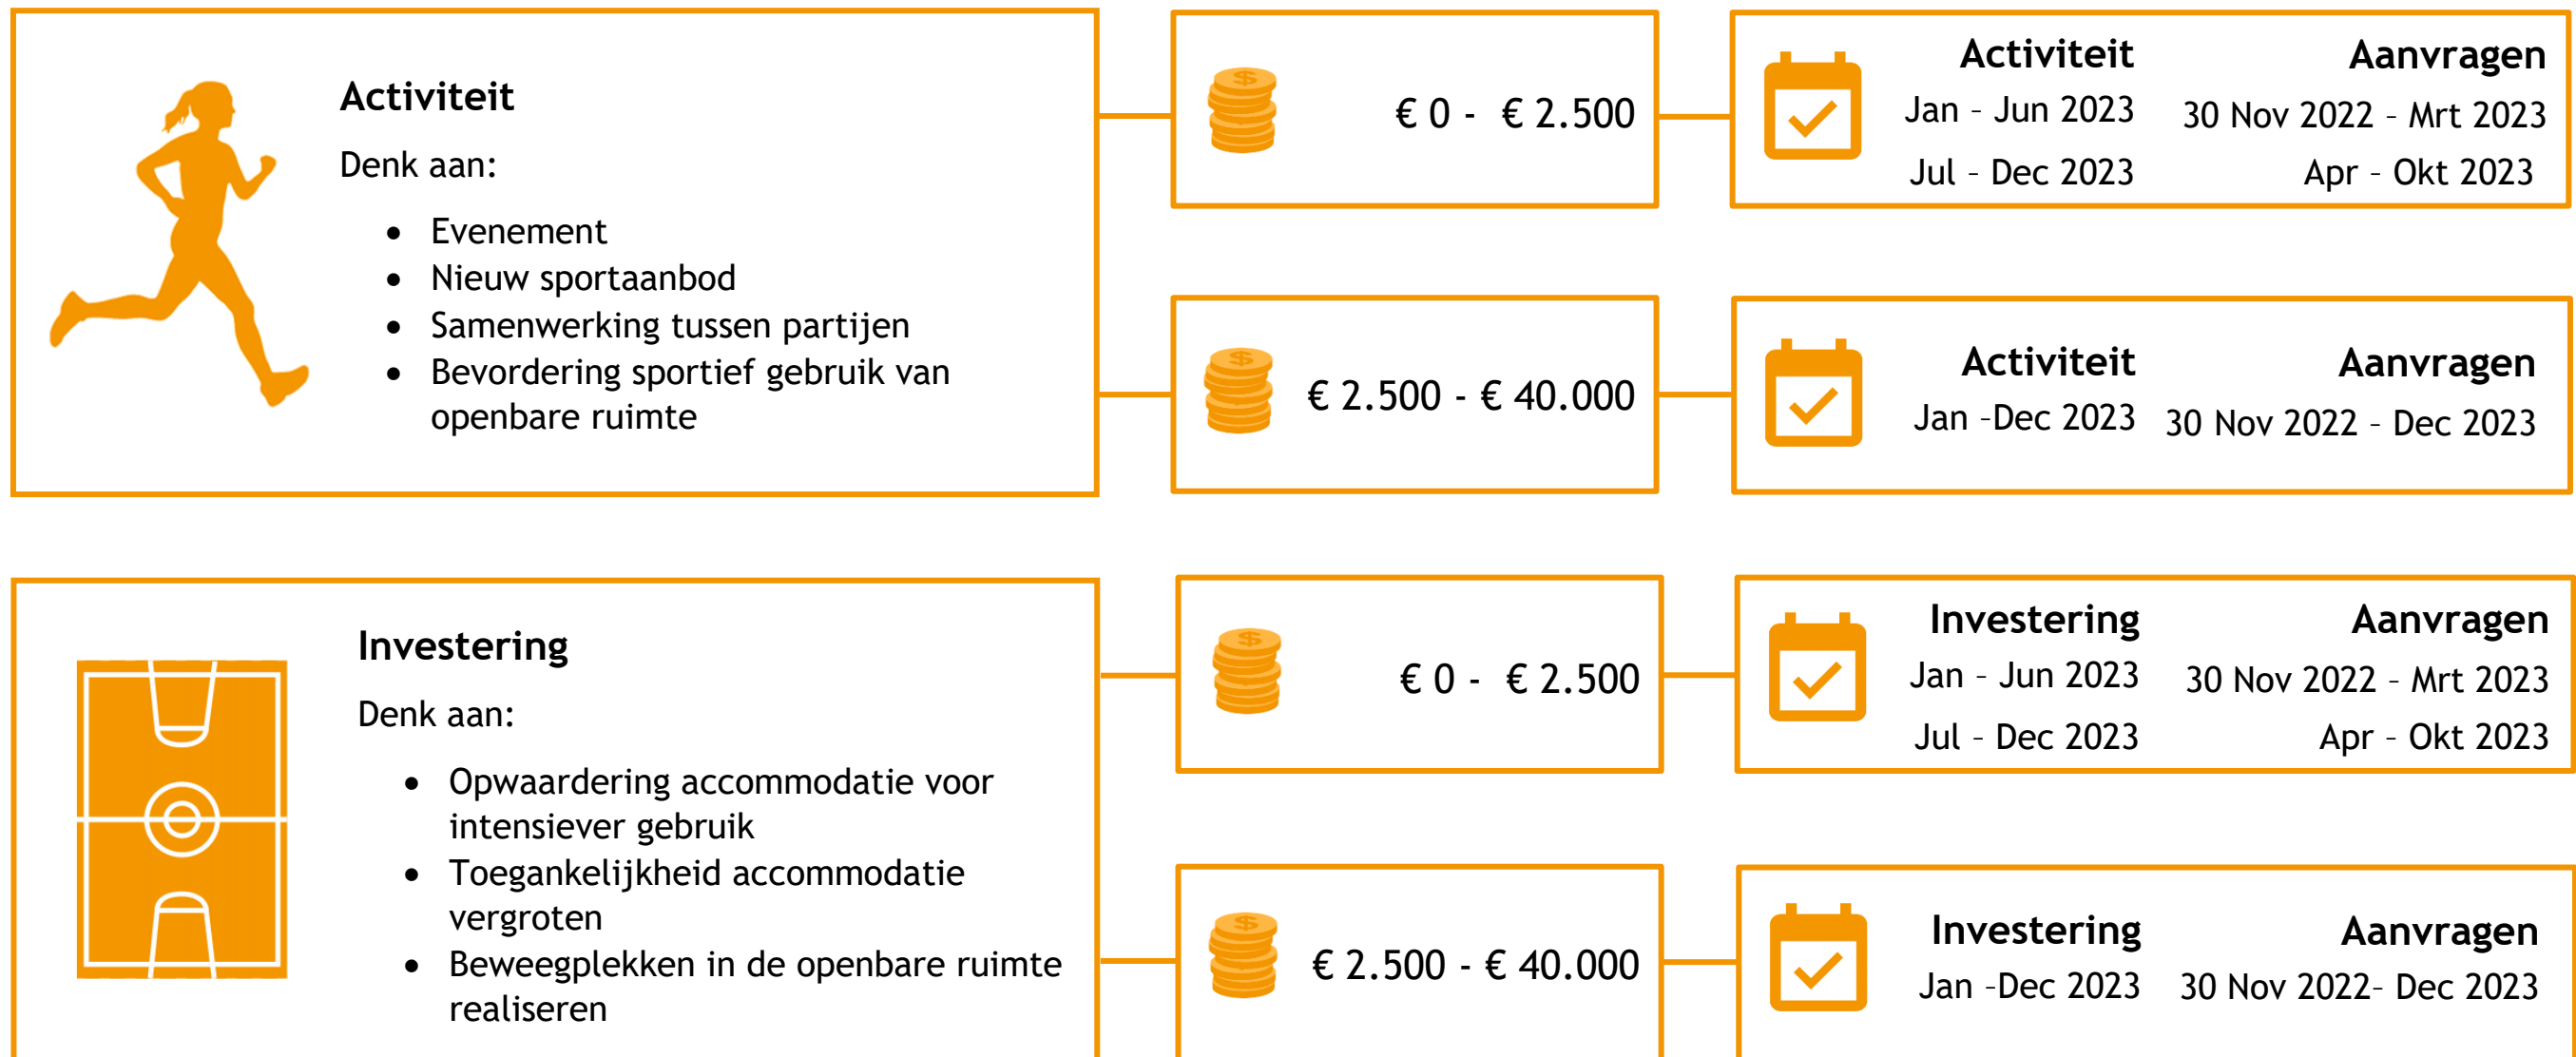 Activiteit
Denk aan:
• Evenement
• Nieuw sportaanbod
• Samenwerking tussen partijen
• Bevordering sportief gebruik van
openbare ruimte
€ 0 - € 2.500
Activiteit Aanvragen
Jan – Jun 2023 30 Nov 2022 – Mrt 2023
Jul – Dec 2023 Apr – Okt 2023
€ 2.500 - € 40.000
Activiteit Aanvragen
Jan –Dec 2023 30 Nov 2022 – Dec 2023
Investering
Denk aan:
• Opwaardering accommodatie voor
intensiever gebruik
• Toegankelijkheid accommodatie
vergroten
• Beweegplekken in de openbare ruimte
realiseren
€ 0 - € 2.500
Investering Aanvragen
Jan – Jun 2023 30 Nov 2022 – Mrt 2023
Jul – Dec 2023 Apr – Okt 2023
€ 2.500 - € 40.000
Investering Aanvragen
Jan –Dec 2023 30 Nov 2022– Dec 2023